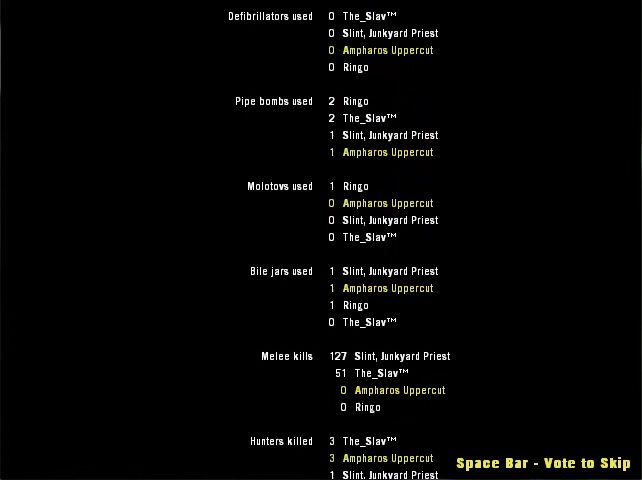 Defibrillators used 0 The_Slav™
0 Slint, Junkyard Priest
0 Ampharos Uppercut
0 Ringo
Pipe bombs used 2 Ringo
2 The_Slav™
1 Slint, Junkyard Priest
1 Ampharos Uppercut
Molotovs used 1 Ringo
0 Ampharos Uppercut
0 Slint, Junkyard Priest
0 The_Slav™
Bile jars used 1 Slint, Junkyard Priest
1 Ampharos Uppercut
1 Ringo
0 The_Slav™
Melee kills 127 Slint, Junkyard Priest
51 The_Slav™
0 Ampharos Uppercut
0 Ringo
Hunters killed 3 The_Slav™
3 Ampharos Uppercut
1 Slint, Junkyard Priest
Space Bar - Vote to Skip